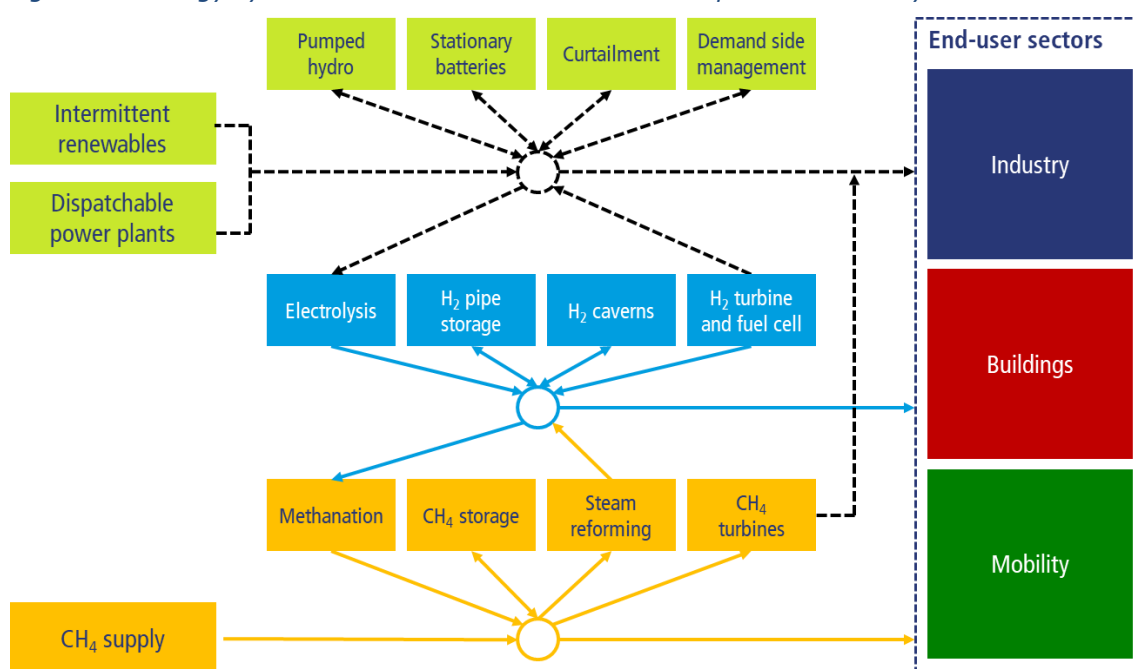 Pumped
hydro
Stationary
batteries
Curtailment
Demand side
management
End-user sectors
Intermittent
renewables
Dispatchable
power plants
Industry
Electrolysis
H₂ pipe
storage
H₂ caverns
H₂ turbine
and fuel cell
Buildings
Methanation
CH₄ storage
Steam
reforming
CH₄
turbines
Mobility
CH₄ supply